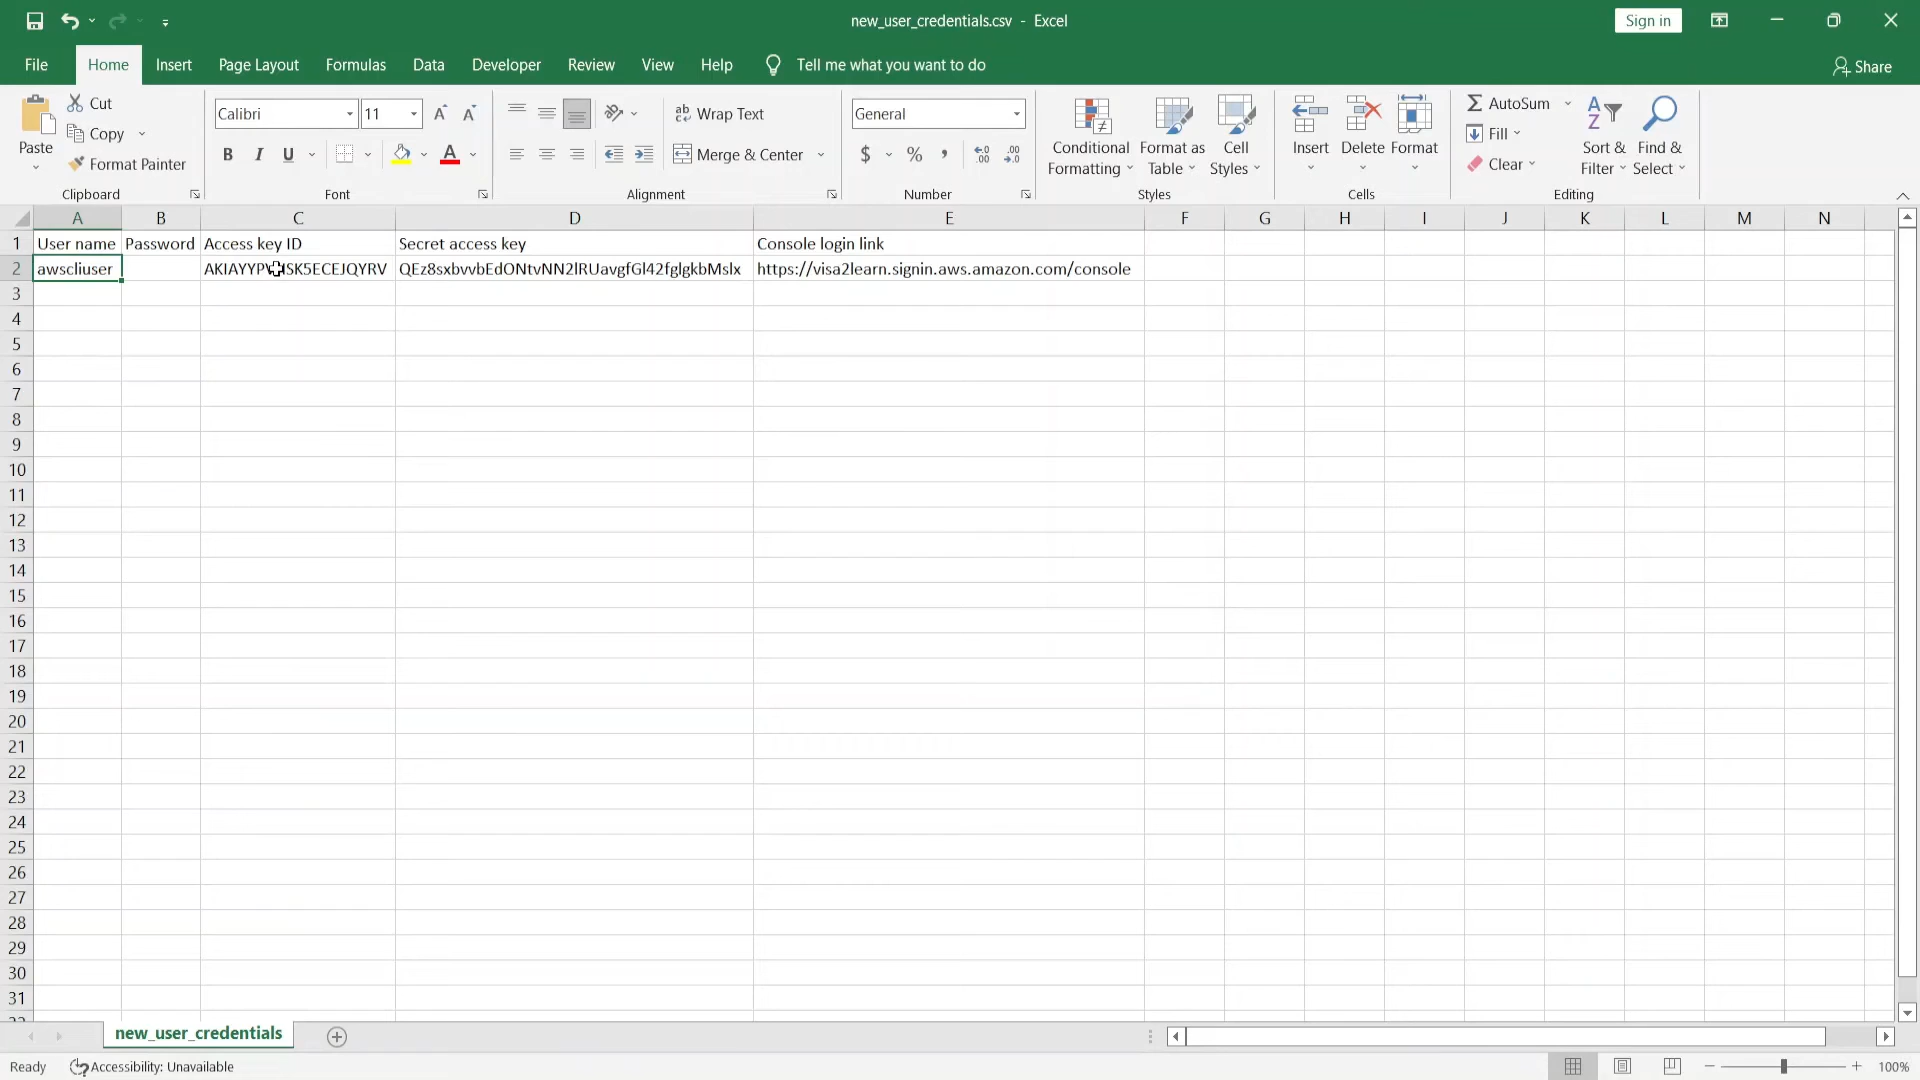 new_user_credentials.csv - Excel
Sign in
File Home Insert Page Layout Formulas Data Developer Review View Help Tell me what you want to do
Share
Paste
Cut
Copy
Format Painter
Clipboard
Calibri 11
B I U A
Font
Wrap Text
Merge & Center
Alignment
General
$ % ,
Number
Conditional Formatting
Format as Table
Cell Styles
Styles
Insert Delete Format
Cells
AutoSum
Fill
Clear
Sort & Filter
Find & Select
Editing
A B C D E F G H I J K L M N
1 User name Password Access key ID Secret access key Console login link
2 awscliuser https://visa2learn.signin.aws.amazon.com/console
3
4
5
6
7
8
9
10
11
12
13
14
15
16
17
18
19
20
21
22
23
24
25
26
27
28
29
30
31
new_user_credentials
Ready Accessibility: Unavailable 100%